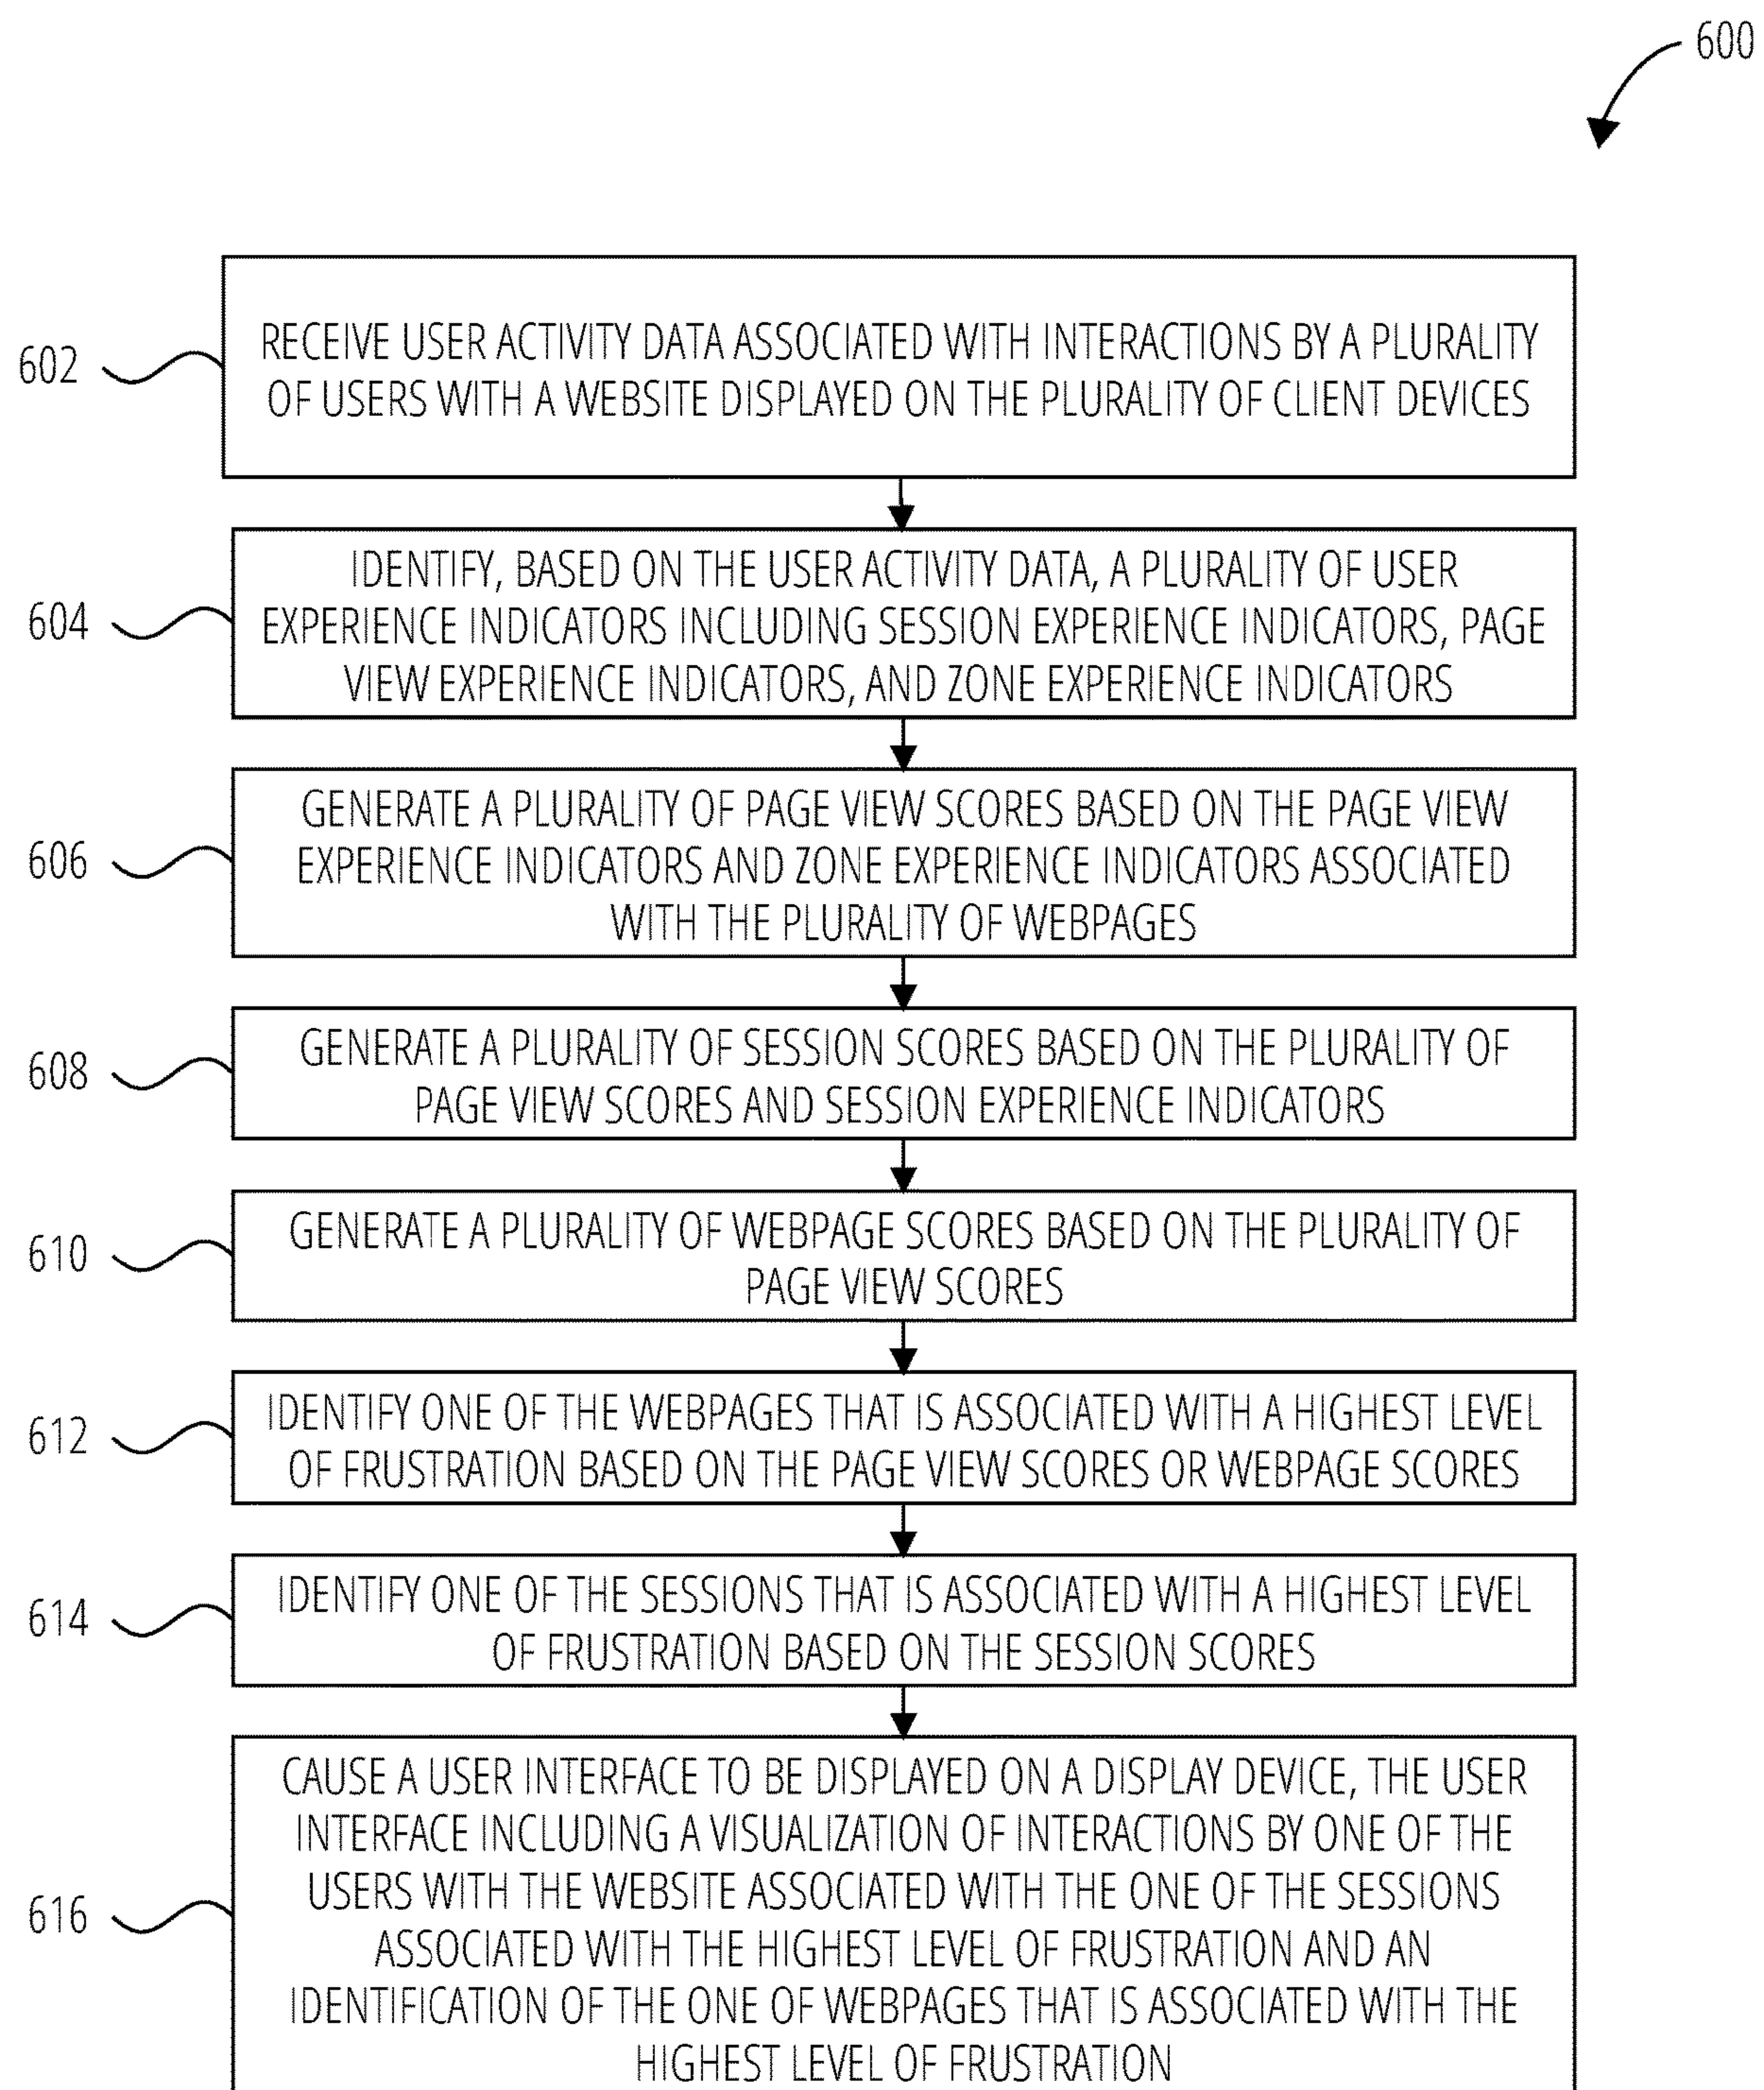 600
602
RECEIVE USER ACTIVITY DATA ASSOCIATED WITH INTERACTIONS BY A PLURALITY
OF USERS WITH A WEBSITE DISPLAYED ON THE PLURALITY OF CLIENT DEVICES
604
IDENTIFY, BASED ON THE USER ACTIVITY DATA, A PLURALITY OF USER
EXPERIENCE INDICATORS INCLUDING SESSION EXPERIENCE INDICATORS, PAGE
VIEW EXPERIENCE INDICATORS, AND ZONE EXPERIENCE INDICATORS
606
GENERATE A PLURALITY OF PAGE VIEW SCORES BASED ON THE PAGE VIEW
EXPERIENCE INDICATORS AND ZONE EXPERIENCE INDICATORS ASSOCIATED
WITH THE PLURALITY OF WEBPAGES
608
GENERATE A PLURALITY OF SESSION SCORES BASED ON THE PLURALITY OF
PAGE VIEW SCORES AND SESSION EXPERIENCE INDICATORS
610
GENERATE A PLURALITY OF WEBPAGE SCORES BASED ON THE PLURALITY OF
PAGE VIEW SCORES
612
IDENTIFY ONE OF THE WEBPAGES THAT IS ASSOCIATED WITH A HIGHEST LEVEL
OF FRUSTRATION BASED ON THE PAGE VIEW SCORES OR WEBPAGE SCORES
614
IDENTIFY ONE OF THE SESSIONS THAT IS ASSOCIATED WITH A HIGHEST LEVEL
OF FRUSTRATION BASED ON THE SESSION SCORES
616
CAUSE A USER INTERFACE TO BE DISPLAYED ON A DISPLAY DEVICE, THE USER
INTERFACE INCLUDING A VISUALIZATION OF INTERACTIONS BY ONE OF THE
USERS WITH THE WEBSITE ASSOCIATED WITH THE ONE OF THE SESSIONS
ASSOCIATED WITH THE HIGHEST LEVEL OF FRUSTRATION AND AN
IDENTIFICATION OF THE ONE OF WEBPAGES THAT IS ASSOCIATED WITH THE
HIGHEST LEVEL OF FRUSTRATION